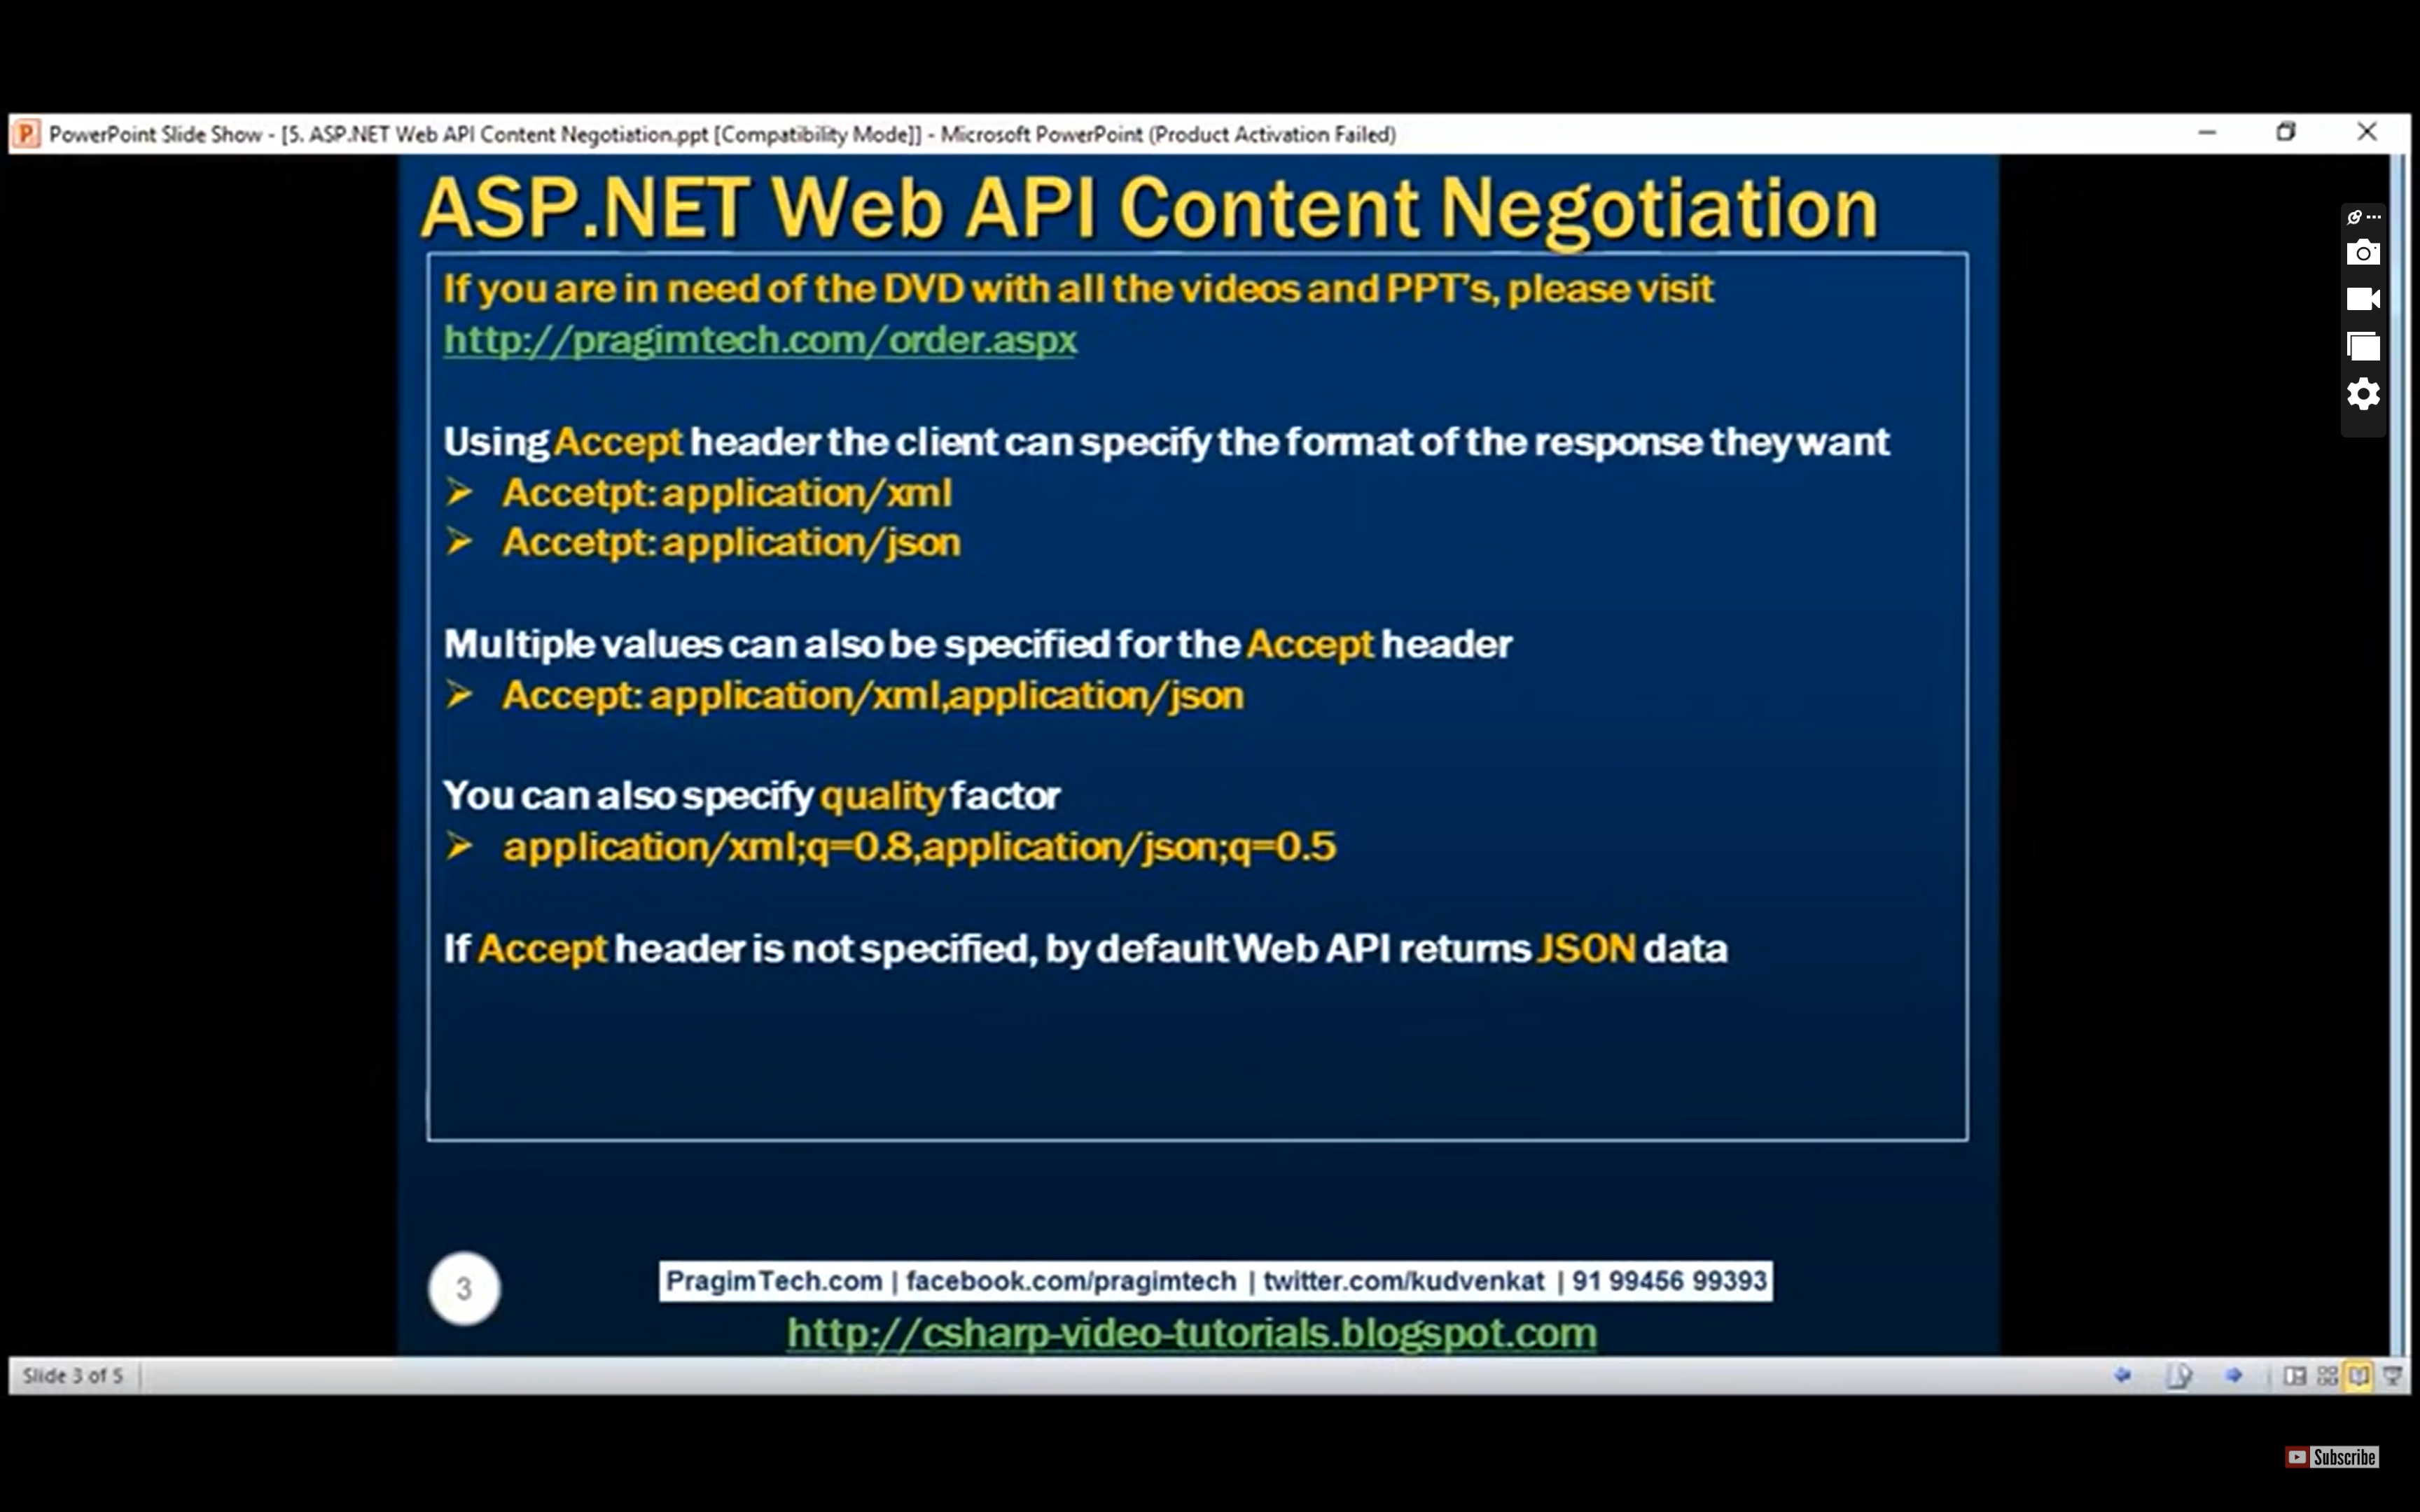 PowerPoint Slide Show - [5. ASP.NET Web API Content Negotiation.ppt [Compatibility Mode]] - Microsoft PowerPoint (Product Activation Failed)
ASP.NET Web API Content Negotiation
If you are in need of the DVD with all the videos and PPT's, please visit
http://pragimtech.com/order.aspx
Using Accept header the client can specify the format of the response they want
Accetpt: application/xml
Accetpt: application/json
Multiple values can also be specified for the Accept header
Accept: application/xml,application/json
You can also specify quality factor
application/xml;q=0.8,application/json;q=0.5
If Accept header is not specified, by default Web API returns JSON data
3
PragimTech.com | facebook.com/pragimtech | twitter.com/kudvenkat | 91 99456 99393
http://csharp-video-tutorials.blogspot.com
Slide 3 of 5
Subscribe